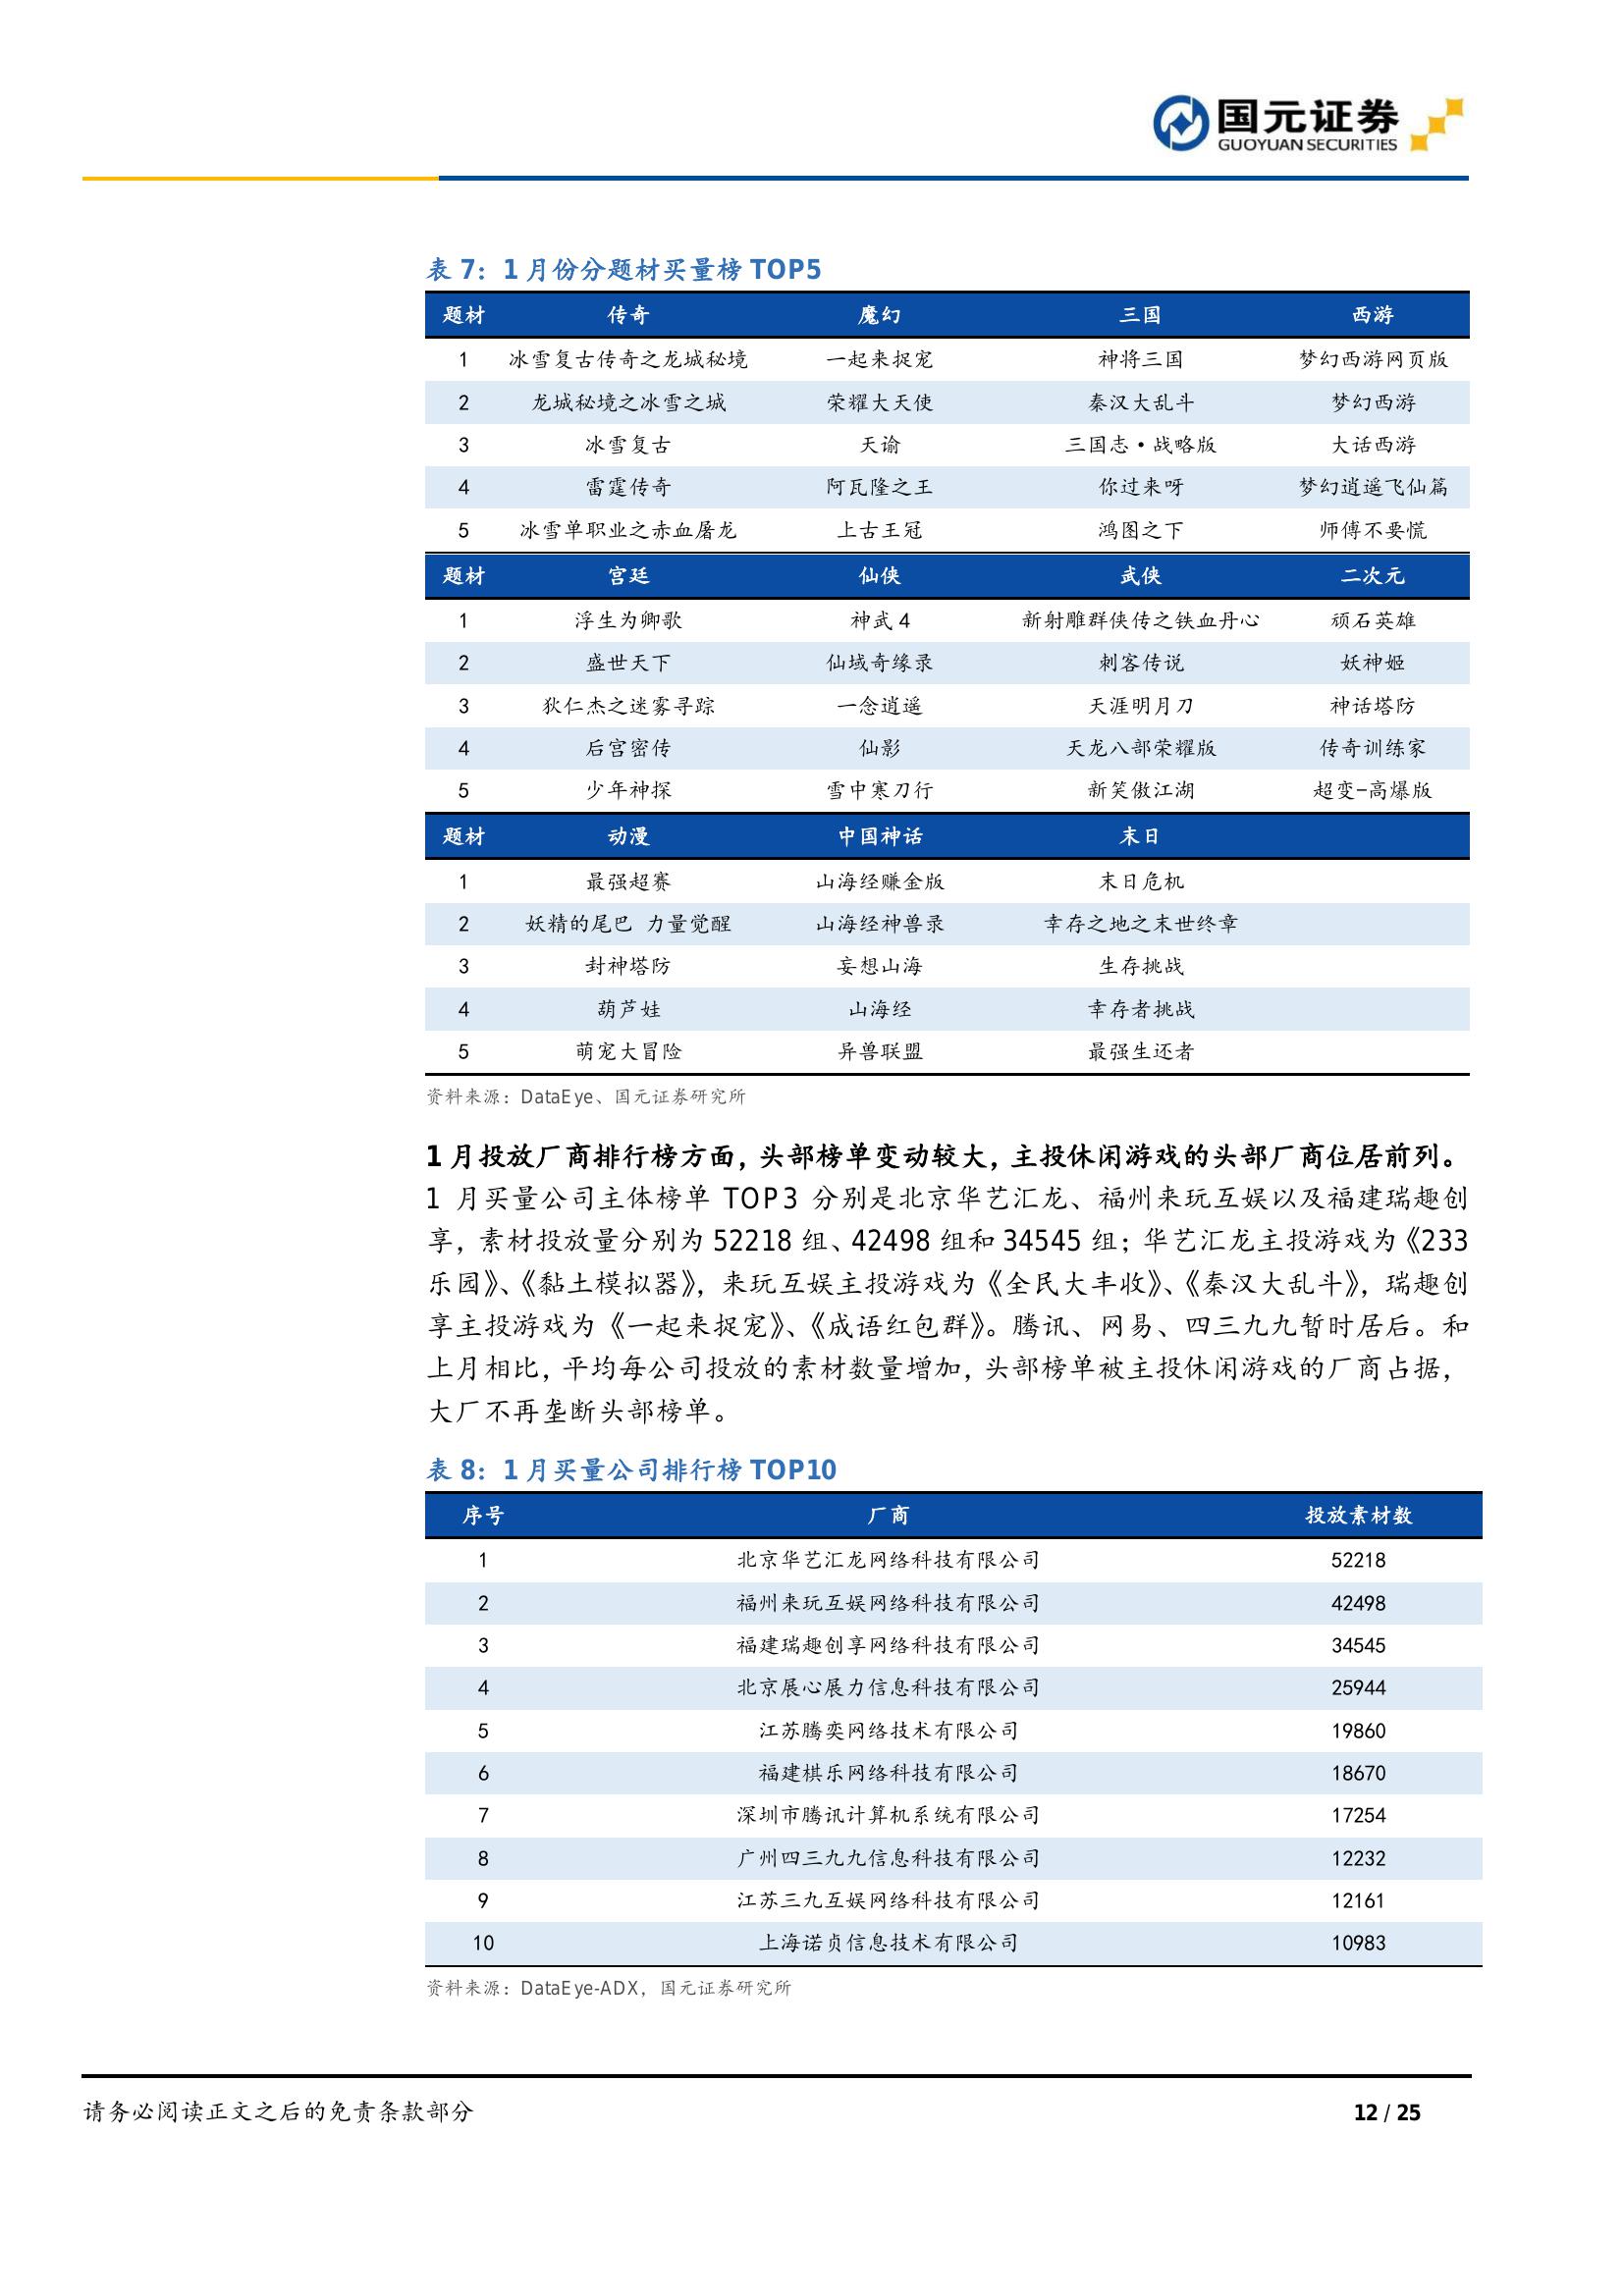 国元证券
GUOYUAN SECURITIES
表 7：1 月份分题材买量榜 TOP5
题材 传奇 魔幻 三国 西游
1 冰雪复古传奇之龙城秘境 一起来捉宠 神将三国 梦幻西游网页版
2 龙城秘境之冰雪之城 荣耀大天使 秦汉大乱斗 梦幻西游
3 冰雪复古 天谕 三国志·战略版 大话西游
4 雷霆传奇 阿瓦隆之王 你过来呀 梦幻逍遥飞仙篇
5 冰雪单职业之赤血屠龙 上古王冠 鸿图之下 师傅不要慌
题材 宫廷 仙侠 武侠 二次元
1 浮生为卿歌 神武 4 新射雕群侠传之铁血丹心 顽石英雄
2 盛世天下 仙域奇缘录 刺客传说 妖神姬
3 狄仁杰之迷雾寻踪 一念逍遥 天涯明月刀 神话塔防
4 后宫密传 仙影 天龙八部荣耀版 传奇训练家
5 少年神探 雪中寒刀行 新笑傲江湖 超变-高爆版
题材 动漫 中国神话 末日
1 最强超赛 山海经赚金版 末日危机
2 妖精的尾巴 力量觉醒 山海经神兽录 幸存之地之末世终章
3 封神塔防 妄想山海 生存挑战
4 葫芦娃 山海经 幸存者挑战
5 萌宠大冒险 异兽联盟 最强生还者
资料来源：DataEye、国元证券研究所
1 月投放厂商排行榜方面，头部榜单变动较大，主投休闲游戏的头部厂商位居前列。
1 月买量公司主体榜单 TOP3 分别是北京华艺汇龙、福州来玩互娱以及福建瑞趣创
享，素材投放量分别为 52218 组、42498 组和 34545 组；华艺汇龙主投游戏为《233
乐园》、《黏土模拟器》，来玩互娱主投游戏为《全民大丰收》、《秦汉大乱斗》，瑞趣创
享主投游戏为《一起来捉宠》、《成语红包群》。腾讯、网易、四三九九暂时居后。和
上月相比，平均每公司投放的素材数量增加，头部榜单被主投休闲游戏的厂商占据，
大厂不再垄断头部榜单。
表 8：1 月买量公司排行榜 TOP10
序号 厂商 投放素材数
1 北京华艺汇龙网络科技有限公司 52218
2 福州来玩互娱网络科技有限公司 42498
3 福建瑞趣创享网络科技有限公司 34545
4 北京展心展力信息科技有限公司 25944
5 江苏腾奕网络技术有限公司 19860
6 福建棋乐网络科技有限公司 18670
7 深圳市腾讯计算机系统有限公司 17254
8 广州四三九九信息科技有限公司 12232
9 江苏三九互娱网络科技有限公司 12161
10 上海诺贞信息技术有限公司 10983
资料来源：DataEye-ADX，国元证券研究所
请务必阅读正文之后的免责条款部分 12 / 25